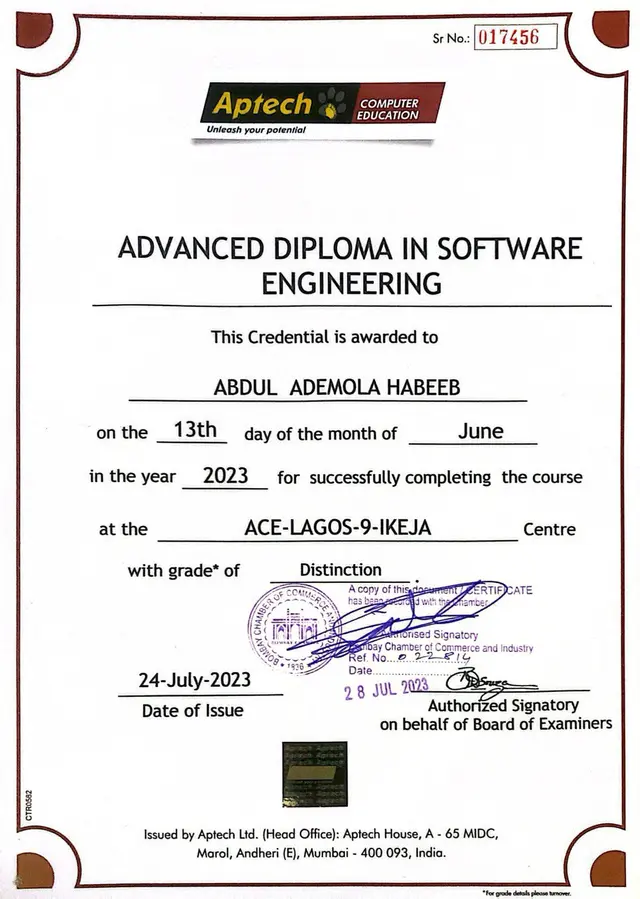 Sr No.: 017456
Aptech COMPUTER EDUCATION
Unleash your potential
ADVANCED DIPLOMA IN SOFTWARE
ENGINEERING
This Credential is awarded to
ABDUL ADEMOLA HABEEB
on the 13th day of the month of June
in the year 2023 for successfully completing the course
at the ACE-LAGOS-9-IKEJA Centre
with grade* of Distinction
A copy of this document / CERTIFICATE
has been recorded with the chamber
Authorised Signatory
Bombay Chamber of Commerce and Industry
Ref. No... 022814
Date...
28 JUL 2023
BOMBAY CHAMBER OF COMMERCE
1836
24-July-2023
Date of Issue
Authorized Signatory
on behalf of Board of Examiners
CTR0582
Issued by Aptech Ltd. (Head Office): Aptech House, A - 65 MIDC,
Marol, Andheri (E), Mumbai - 400 093, India.
*For grade details please turnover.